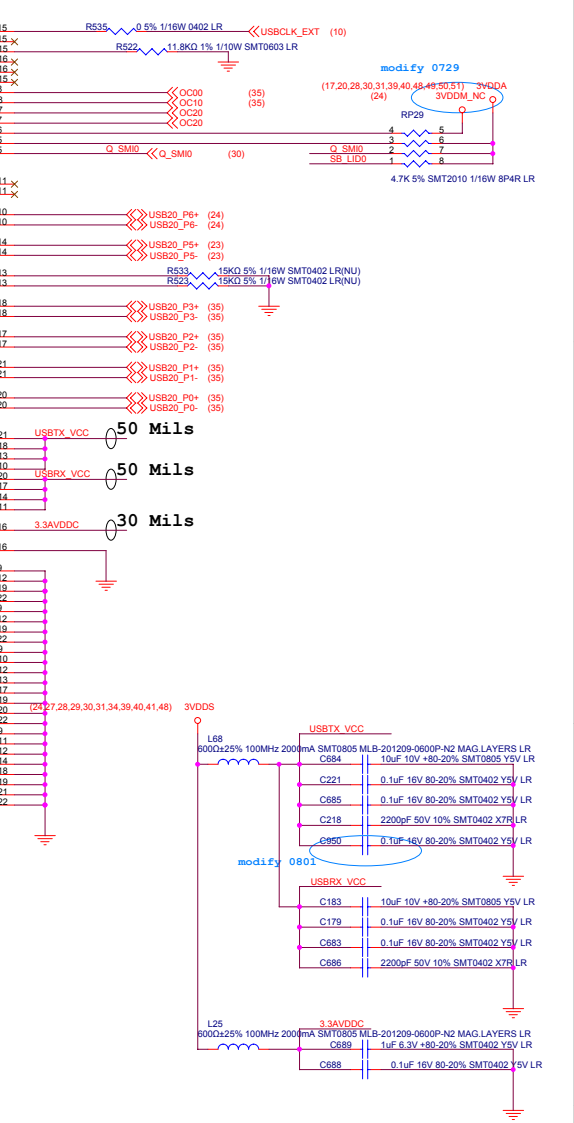 R535 0 5% 1/16W 0402 LR USBCLK_EXT (10)
R522 11.8KΩ 1% 1/10W SMT0603 LR
modify 0729
(17,20,28,30,31,39,40,48,49,50,51) 3VDDA
(24) 3VDDM_NC
OC00 (35)
OC10 (35)
OC20
OC20
RP29
4 5
3 6
Q_SMI0 Q_SMI0 (30) Q_SMI0 2 7
SB_LID0 1 8
4.7K 5% SMT2010 1/16W 8P4R LR
USB20_P6+ (24)
USB20_P6- (24)
USB20_P5+ (23)
USB20_P5- (23)
R533 15KΩ 5% 1/16W SMT0402 LR(NU)
R523 15KΩ 5% 1/16W SMT0402 LR(NU)
USB20_P3+ (35)
USB20_P3- (35)
USB20_P2+ (35)
USB20_P2- (35)
USB20_P1+ (35)
USB20_P1- (35)
USB20_P0+ (35)
USB20_P0- (35)
USBTX_VCC 50 Mils
USBRX_VCC 50 Mils
3.3AVDDC 30 Mils
(24,27,28,29,30,31,34,39,40,41,48) 3VDDS
USBTX_VCC
L68
600Ω±25% 100MHz 2000mA SMT0805 MLB-201209-0600P-N2 MAG.LAYERS LR
C684 10uF 10V +80-20% SMT0805 Y5V LR
C221 0.1uF 16V 80-20% SMT0402 Y5V LR
C685 0.1uF 16V 80-20% SMT0402 Y5V LR
C218 2200pF 50V 10% SMT0402 X7R LR
C950 0.1uF 16V 80-20% SMT0402 Y5V LR
modify 0801
USBRX_VCC
C183 10uF 10V +80-20% SMT0805 Y5V LR
C179 0.1uF 16V 80-20% SMT0402 Y5V LR
C683 0.1uF 16V 80-20% SMT0402 Y5V LR
C686 2200pF 50V 10% SMT0402 X7R LR
L25 3.3AVDDC
600Ω±25% 100MHz 2000mA SMT0805 MLB-201209-0600P-N2 MAG.LAYERS LR
C689 1uF 6.3V +80-20% SMT0402 Y5V LR
C688 0.1uF 16V 80-20% SMT0402 Y5V LR